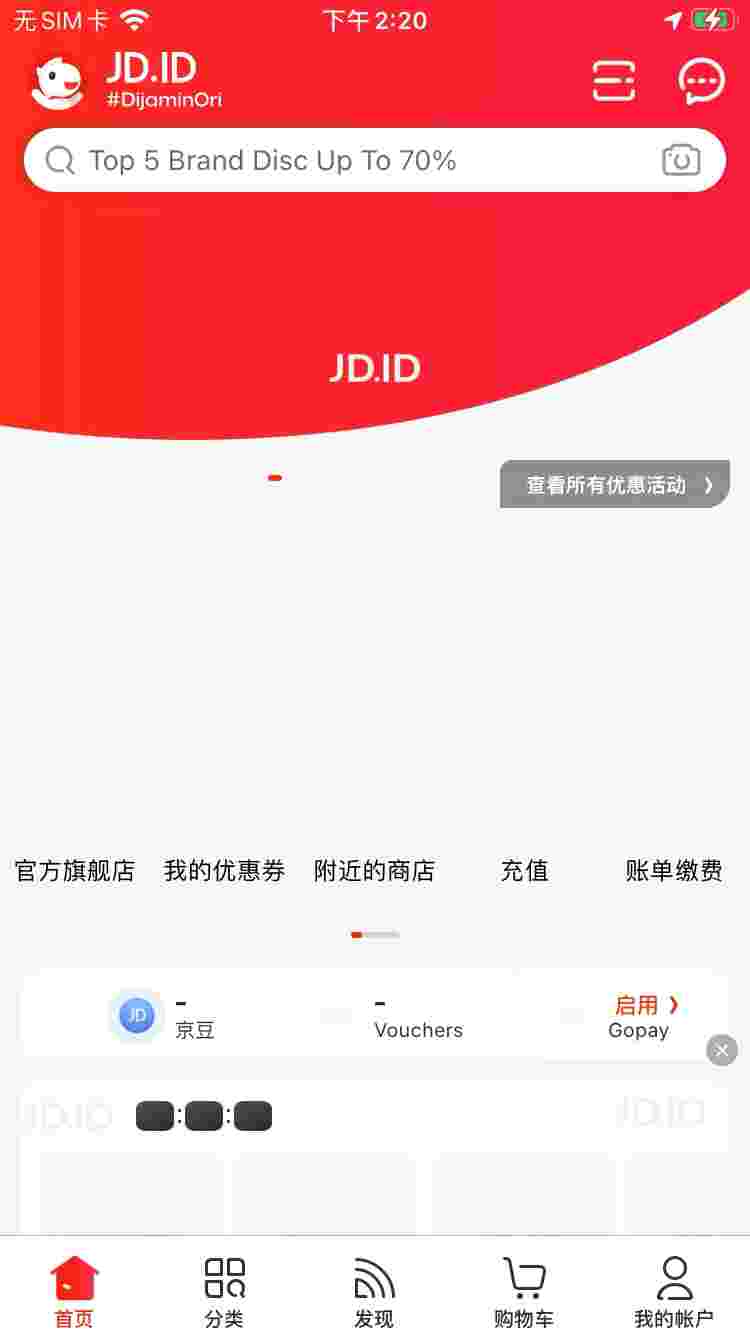 无SIM卡 下午2:20
JD.ID
#DijaminOri
Top 5 Brand Disc Up To 70%
JD.ID
查看所有优惠活动
官方旗舰店 我的优惠券 附近的商店 充值 账单缴费
JD - - 启用
京豆 Vouchers Gopay
JD.ID : : JD.ID
首页 分类 发现 购物车 我的帐户